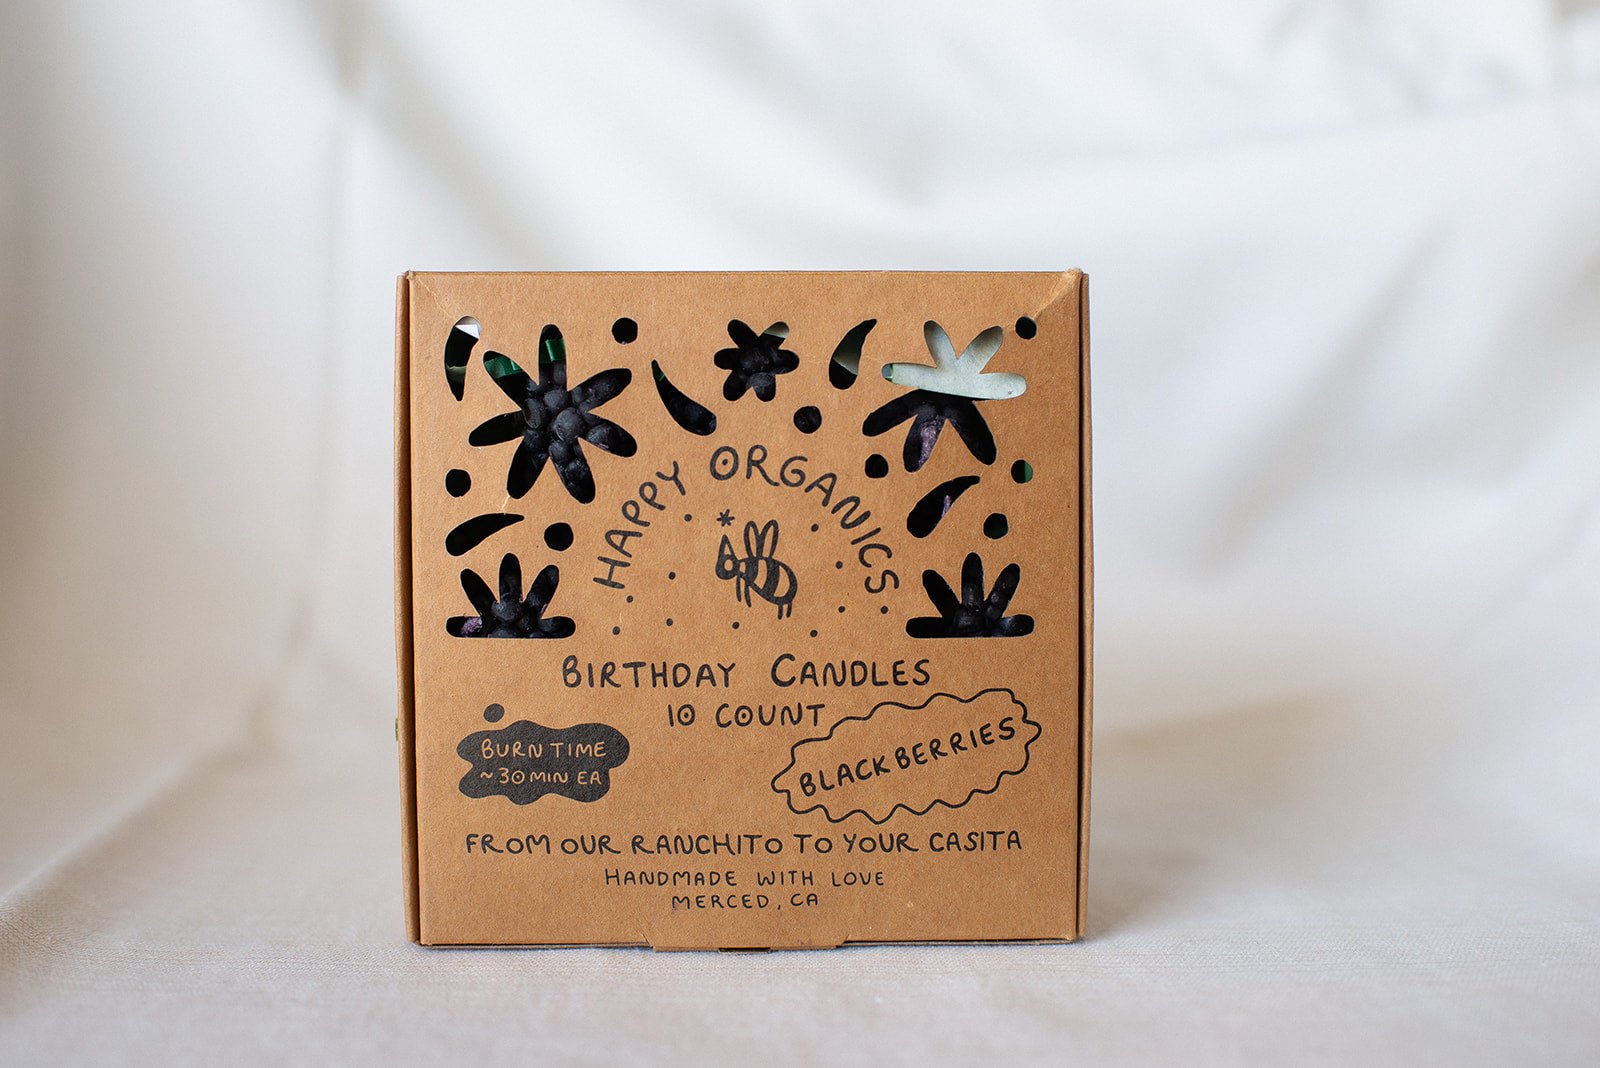 HAPPY ORGANICS
BIRTHDAY CANDLES
10 COUNT
BURN TIME
~30 MIN EA
BLACKBERRIES
FROM OUR RANCHITO TO YOUR CASITA
HANDMADE WITH LOVE
MERCED, CA